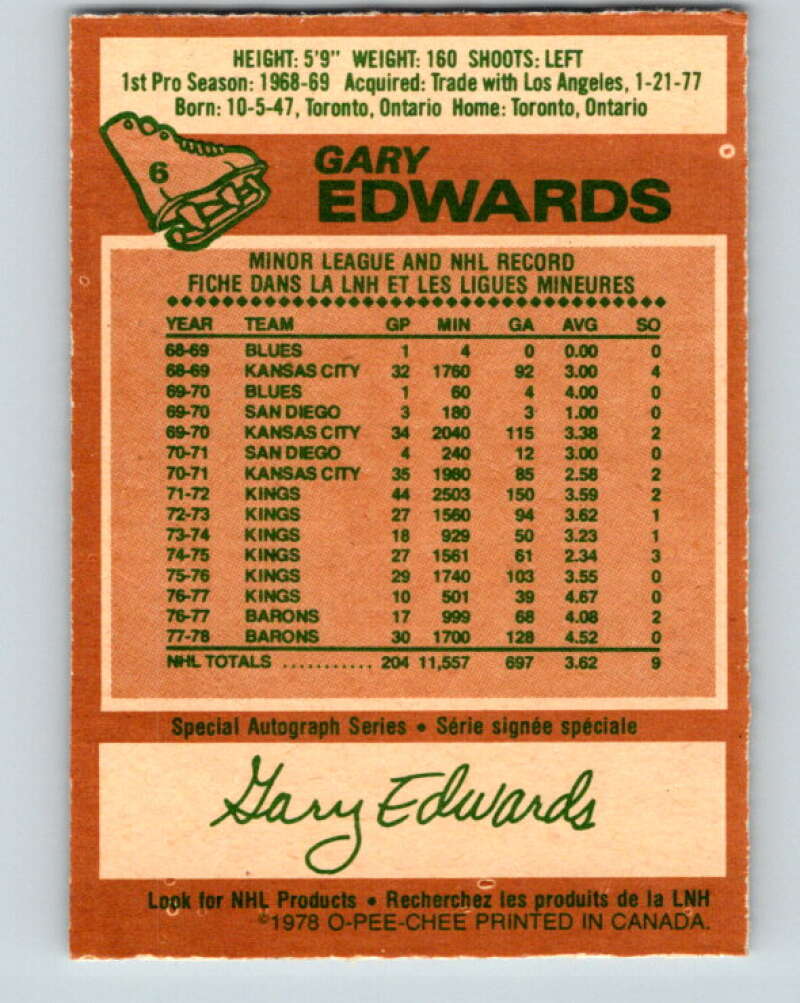 HEIGHT: 5'9" WEIGHT: 160 SHOOTS: LEFT
1st Pro Season: 1968-69 Acquired: Trade with Los Angeles, 1-21-77
Born: 10-5-47, Toronto, Ontario Home: Toronto, Ontario
6
GARY
EDWARDS
MINOR LEAGUE AND NHL RECORD
FICHE DANS LA LNH ET LES LIGUES MINEURES
YEAR TEAM GP MIN GA AVG SO
68-69 BLUES 1 4 0 0.00 0
68-69 KANSAS CITY 32 1760 92 3.00 4
69-70 BLUES 1 60 4 4.00 0
69-70 SAN DIEGO 3 180 3 1.00 0
69-70 KANSAS CITY 34 2040 115 3.38 2
70-71 SAN DIEGO 4 240 12 3.00 0
70-71 KANSAS CITY 35 1980 85 2.58 2
71-72 KINGS 44 2503 150 3.59 2
72-73 KINGS 27 1560 94 3.62 1
73-74 KINGS 18 929 50 3.23 1
74-75 KINGS 27 1561 61 2.34 3
75-76 KINGS 29 1740 103 3.55 0
76-77 KINGS 10 501 39 4.67 0
76-77 BARONS 17 999 68 4.08 2
77-78 BARONS 30 1700 128 4.52 0
NHL TOTALS ........... 204 11,557 697 3.62 9
Special Autograph Series • Série signée spéciale
Gary Edwards
Look for NHL Products • Recherchez les produits de la LNH
©1978 O-PEE-CHEE PRINTED IN CANADA.